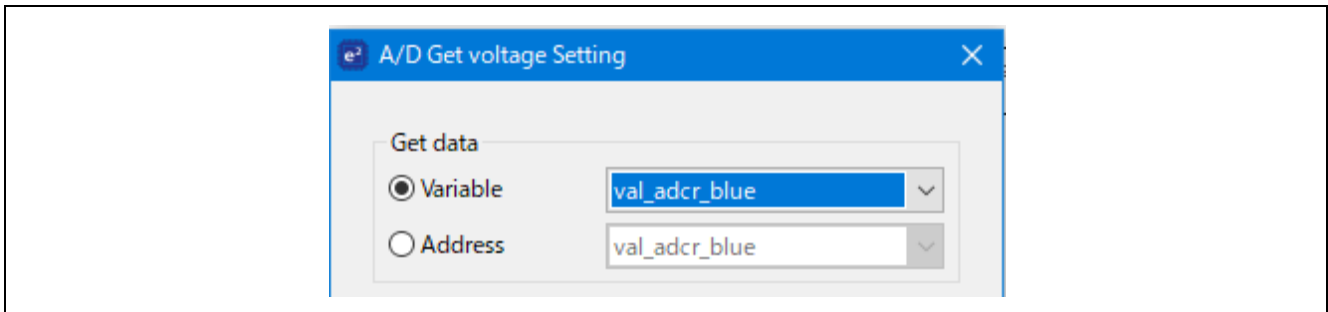 e² A/D Get voltage Setting
Get data
Variable val_adcr_blue
Address val_adcr_blue